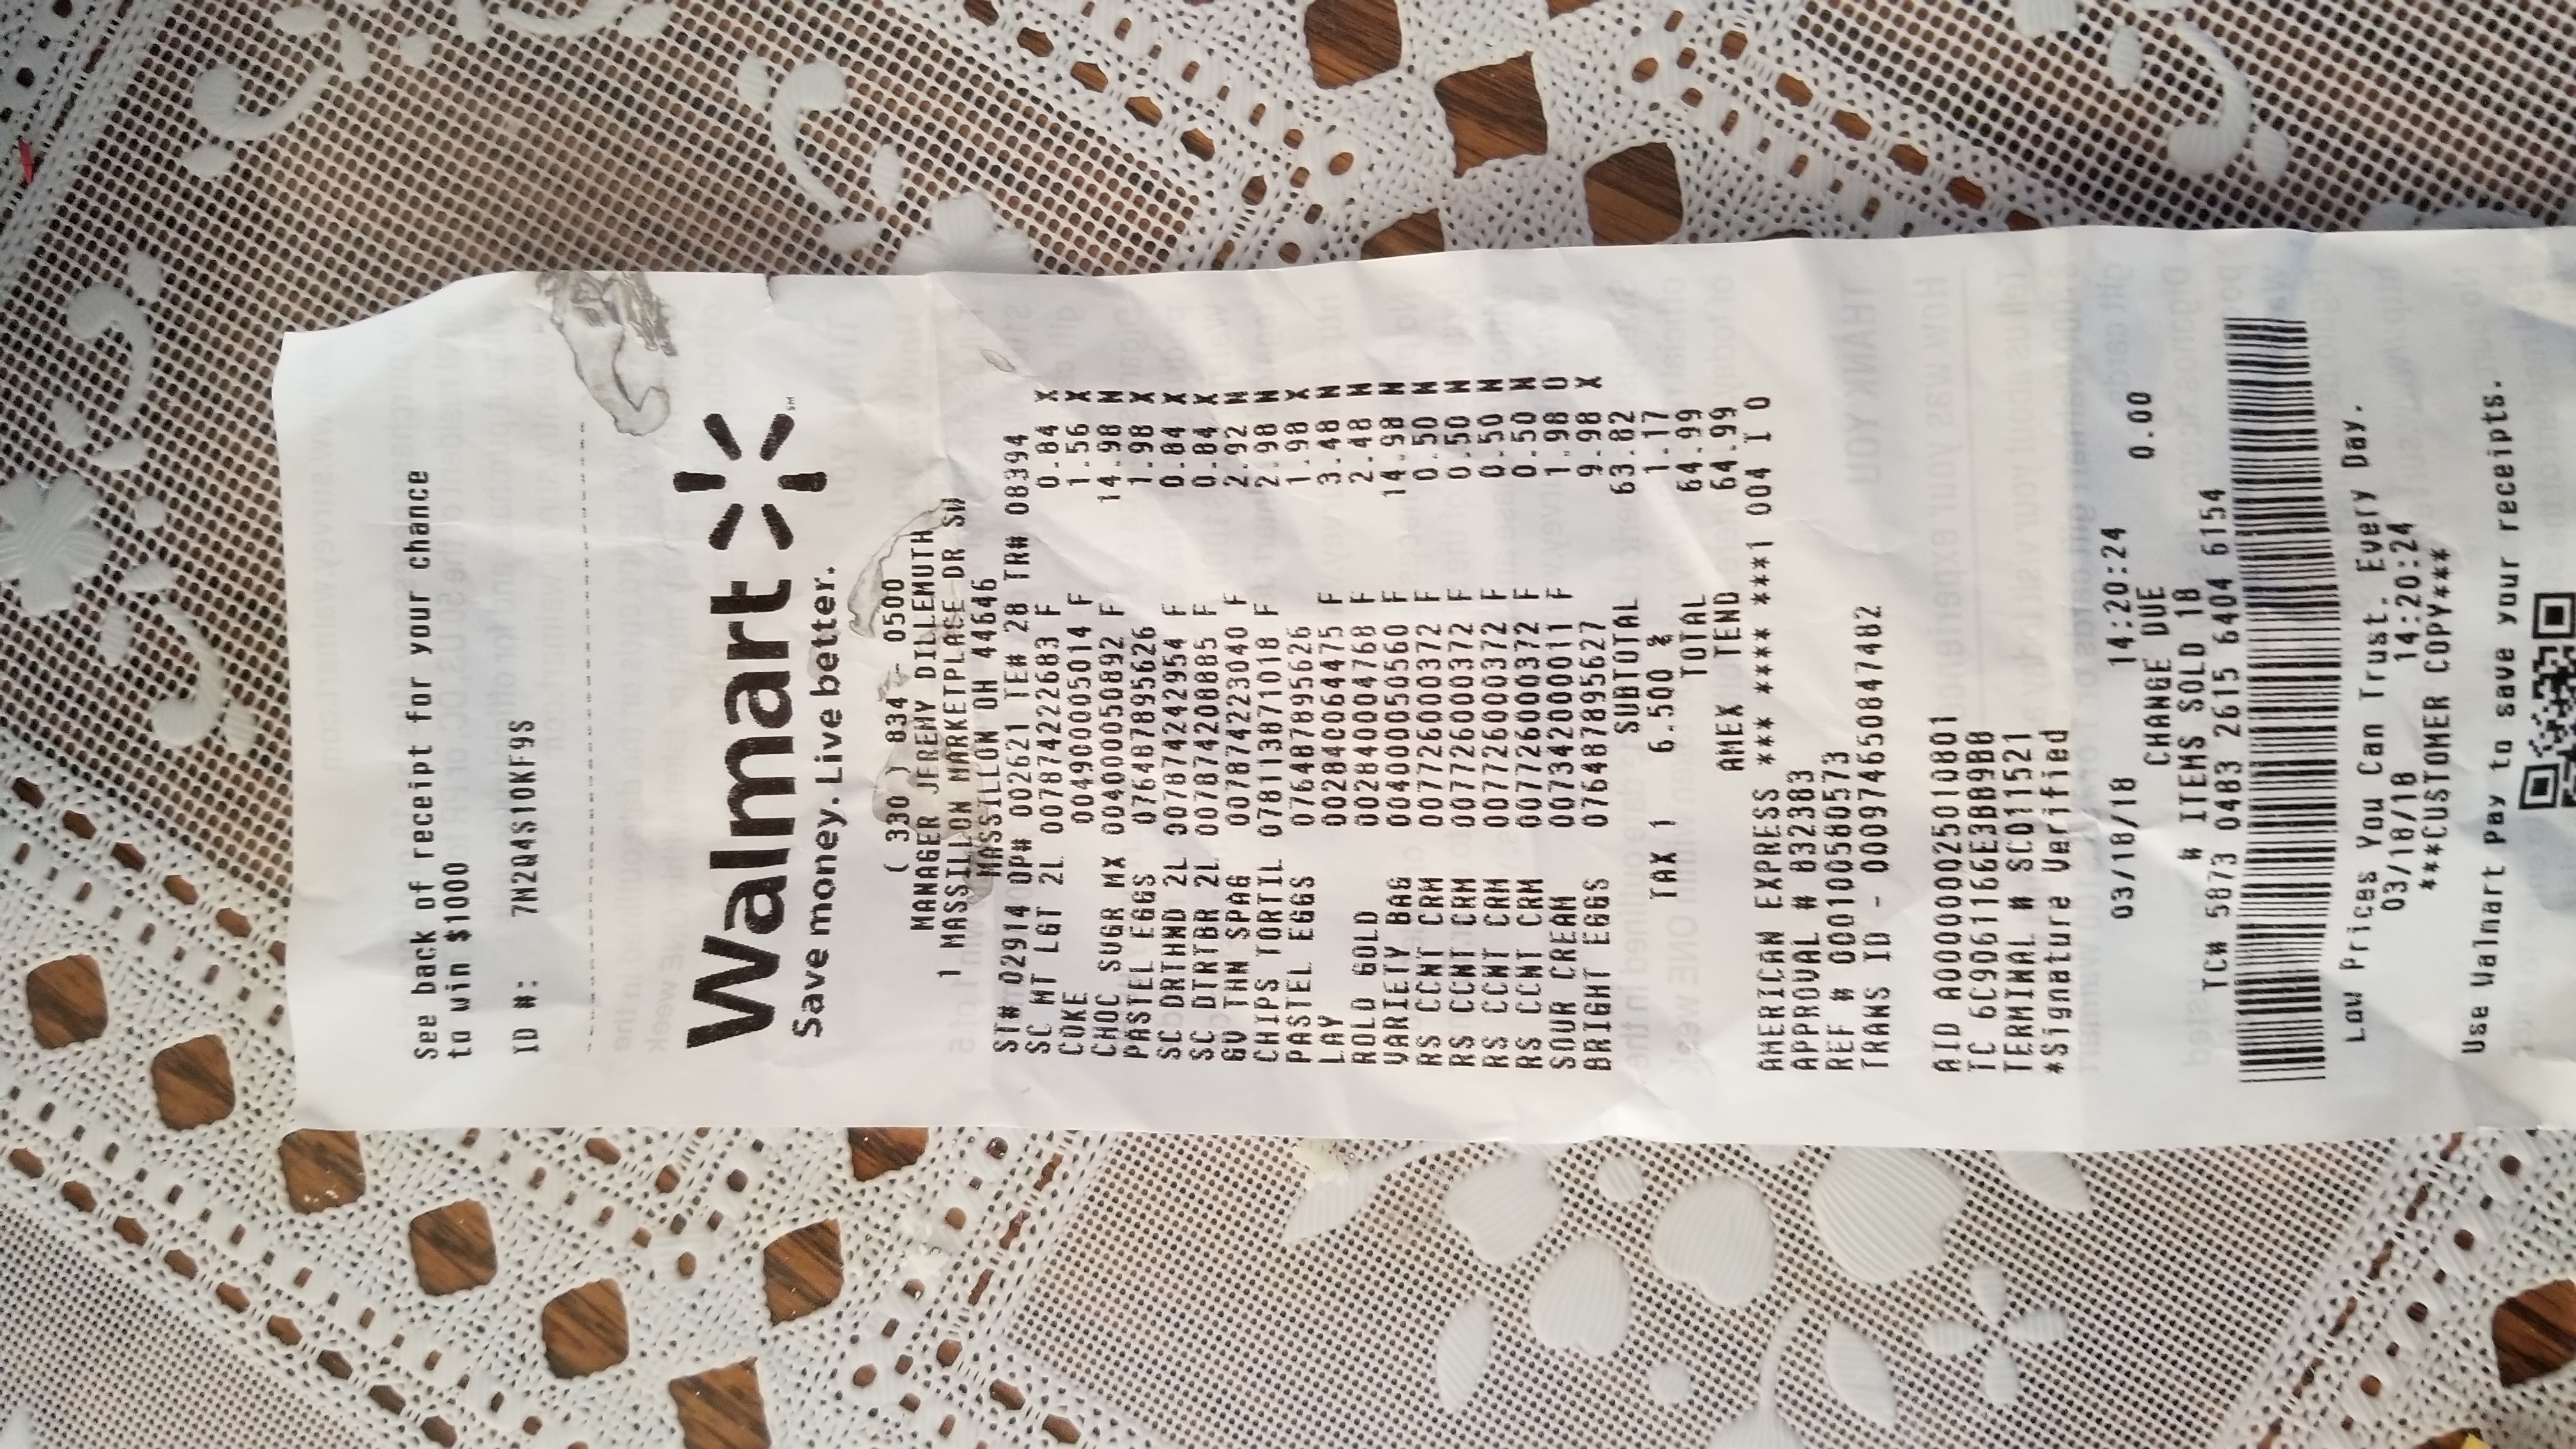 See back of receipt for your chance
to win $1000
ID #: 7N2Q4S10KF9S
Walmart
Save money. Live better.
( 330 ) 834 - 0500
MANAGER JEREMY DILLEMUTH
1 MASSILLON MARKETPLACE DR SW
MASSILLON OH 44646
ST# 02914 OP# 002621 TE# 28 TR# 08394
SC MT LGT 2L 007874222683 F 0.84 X
COKE 004900005014 F 1.56 X
CHOC SUGR MX 004000050892 F 14.98 N
PASTEL EGGS 076487895626 1.98 X
SC DRTHND 2L 007874242954 F 0.84 X
SC DTRTBR 2L 007874208885 F 0.84 X
GV THN SPAG 007874223040 F 2.92 N
CHIPS TORTIL 078113871018 F 2.98 N
PASTEL EGGS 076487895626 1.98 X
LAY 002840064475 F 3.48 N
ROLD GOLD 002840004768 F 2.48 N
VARIETY BAG 004000050560 F 14.98 N
RS CCNT CRM 007726000372 F 0.50 N
RS CCNT CRM 007726000372 F 0.50 N
RS CCNT CRM 007726000372 F 0.50 N
RS CCNT CRM 007726000372 F 0.50 N
SOUR CREAM 007342000011 F 1.98 O
BRIGHT EGGS 076487895627 9.98 X
SUBTOTAL 63.82
TAX 1 6.500 % 1.17
TOTAL 64.99
AMEX TEND 64.99
AMERICAN EXPRESS *** **** ***1 004 I 0
APPROVAL # 832383
REF # 000100580573
TRANS ID - 00974650847482
AID A000000025010801
TC 6C9061166E3BB9BB
TERMINAL # SC011521
*Signature Verified
03/18/18 14:20:24
CHANGE DUE 0.00
# ITEMS SOLD 18
TC# 5873 0483 2615 6404 6154
Low Prices You Can Trust. Every Day.
03/18/18 14:20:24
***CUSTOMER COPY***
Use Walmart Pay to save your receipts.